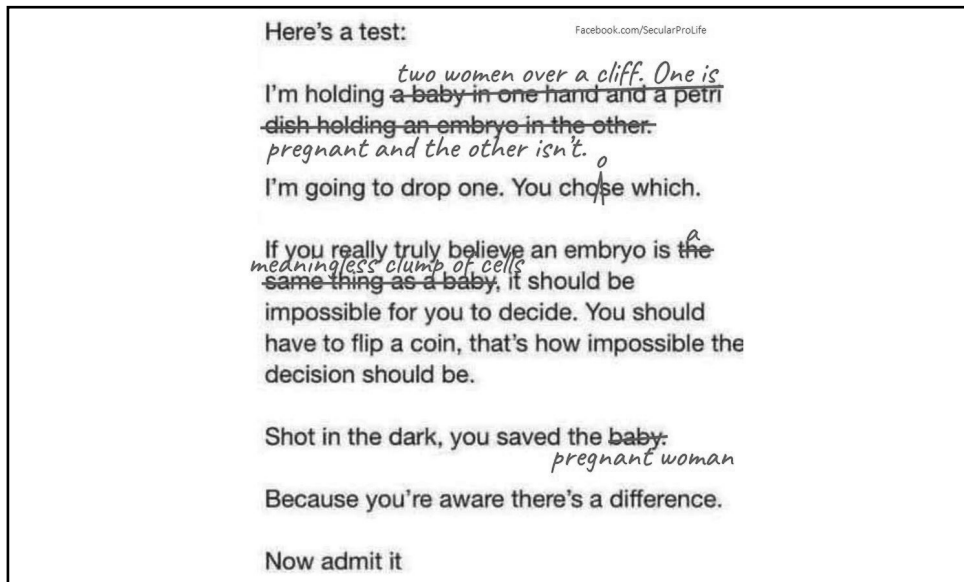 Here's a test:
Facebook.com/SecularProLife
two women over a cliff. One is
I'm holding a baby in one hand and a petri
dish holding an embryo in the other.
pregnant and the other isn't.
o
I'm going to drop one. You chose which.
a
If you really truly believe an embryo is the
meaningless clump of cells
same thing as a baby, it should be
impossible for you to decide. You should
have to flip a coin, that's how impossible the
decision should be.
Shot in the dark, you saved the baby.
pregnant woman
Because you're aware there's a difference.
Now admit it